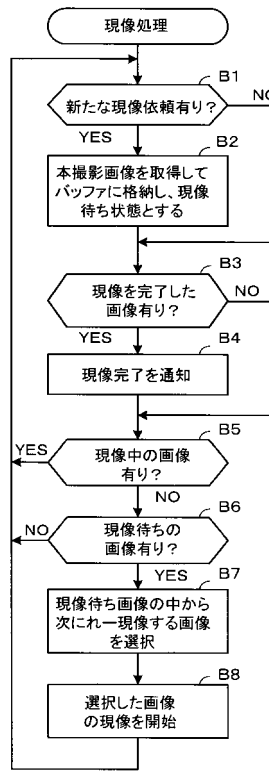 現像処理
B1
新たな現像依頼有り?
NO
YES
B2
本撮影画像を取得して
バッファに格納し、現像
待ち状態とする
B3
現像を完了した
画像有り?
NO
YES
B4
現像完了を通知
B5
現像中の画像
有り?
YES
NO
B6
現像待ちの
画像有り?
NO
YES
B7
現像待ち画像の中から
次にれー現像する画像
を選択
B8
選択した画像
の現像を開始